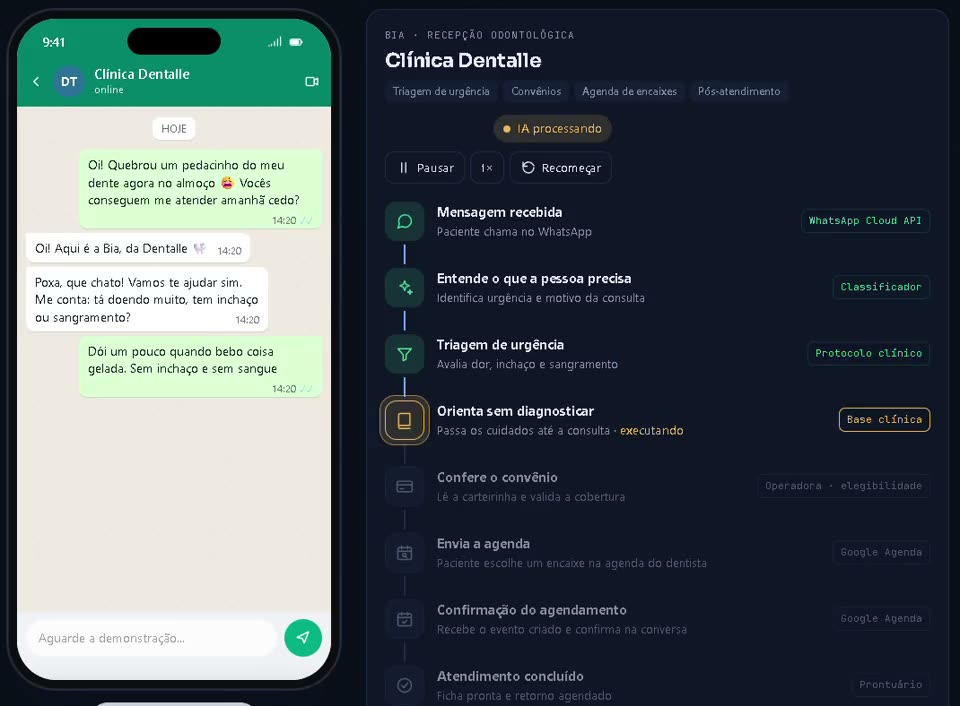 9:41
DT
Clínica Dentalle
online
HOJE
Oi! Quebrou um pedacinho do meu
dente agora no almoço 😩 Vocês
conseguem me atender amanhã cedo?
14:20
Oi! Aqui é a Bia, da Dentalle 🦷
14:20
Poxa, que chato! Vamos te ajudar sim.
Me conta: tá doendo muito, tem inchaço
ou sangramento?
14:20
Dói um pouco quando bebo coisa
gelada. Sem inchaço e sem sangue
14:20
Aguarde a demonstração...
BIA · RECEPÇÃO ODONTOLÓGICA
Clínica Dentalle
Triagem de urgência
Convênios
Agenda de encaixes
Pós-atendimento
IA processando
Pausar
1×
Recomeçar
Mensagem recebida
Paciente chama no WhatsApp
WhatsApp Cloud API
Entende o que a pessoa precisa
Identifica urgência e motivo da consulta
Classificador
Triagem de urgência
Avalia dor, inchaço e sangramento
Protocolo clínico
Orienta sem diagnosticar
Passa os cuidados até a consulta · executando
Base clínica
Confere o convênio
Lê a carteirinha e valida a cobertura
Operadora · elegibilidade
Envia a agenda
Paciente escolhe um encaixe na agenda do dentista
Google Agenda
Confirmação do agendamento
Recebe o evento criado e confirma na conversa
Google Agenda
Atendimento concluído
Ficha pronta e retorno agendado
Prontuário